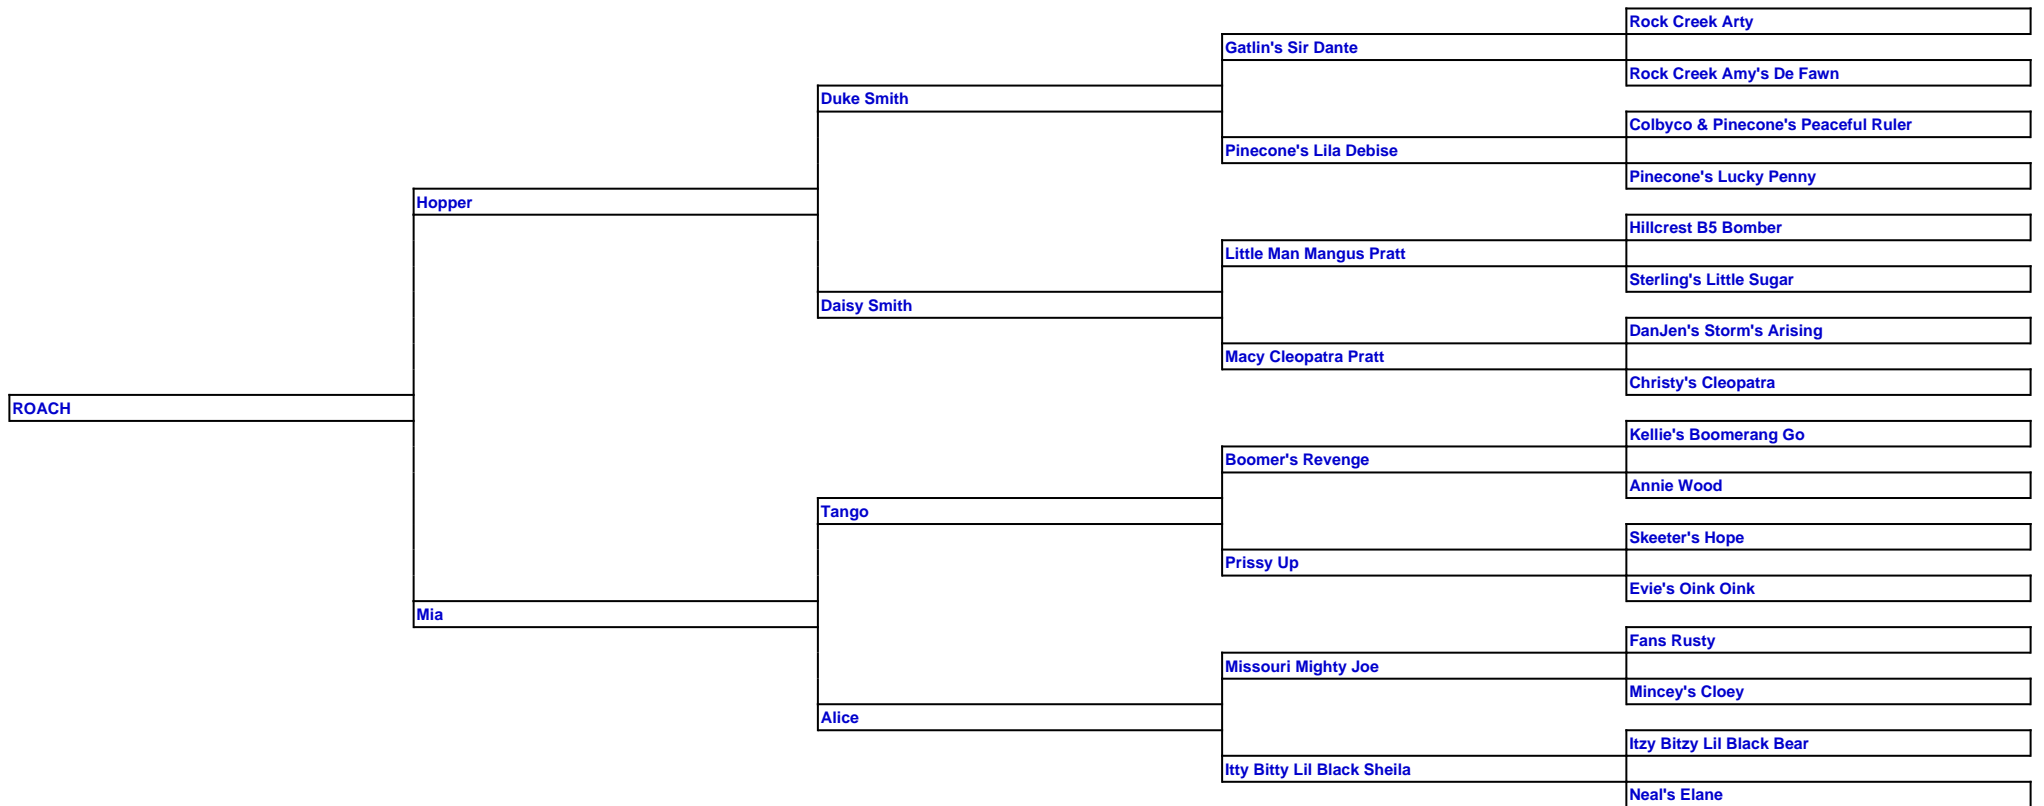 Rock Creek Arty
Gatlin's Sir Dante
Rock Creek Amy's De Fawn
Duke Smith
Colbyco & Pinecone's Peaceful Ruler
Pinecone's Lila Debise
Pinecone's Lucky Penny
Hopper
Hillcrest B5 Bomber
Little Man Mangus Pratt
Sterling's Little Sugar
Daisy Smith
DanJen's Storm's Arising
Macy Cleopatra Pratt
Christy's Cleopatra
ROACH
Kellie's Boomerang Go
Boomer's Revenge
Annie Wood
Tango
Skeeter's Hope
Prissy Up
Evie's Oink Oink
Mia
Fans Rusty
Missouri Mighty Joe
Mincey's Cloey
Alice
Itzy Bitzy Lil Black Bear
Itty Bitty Lil Black Sheila
Neal's Elane